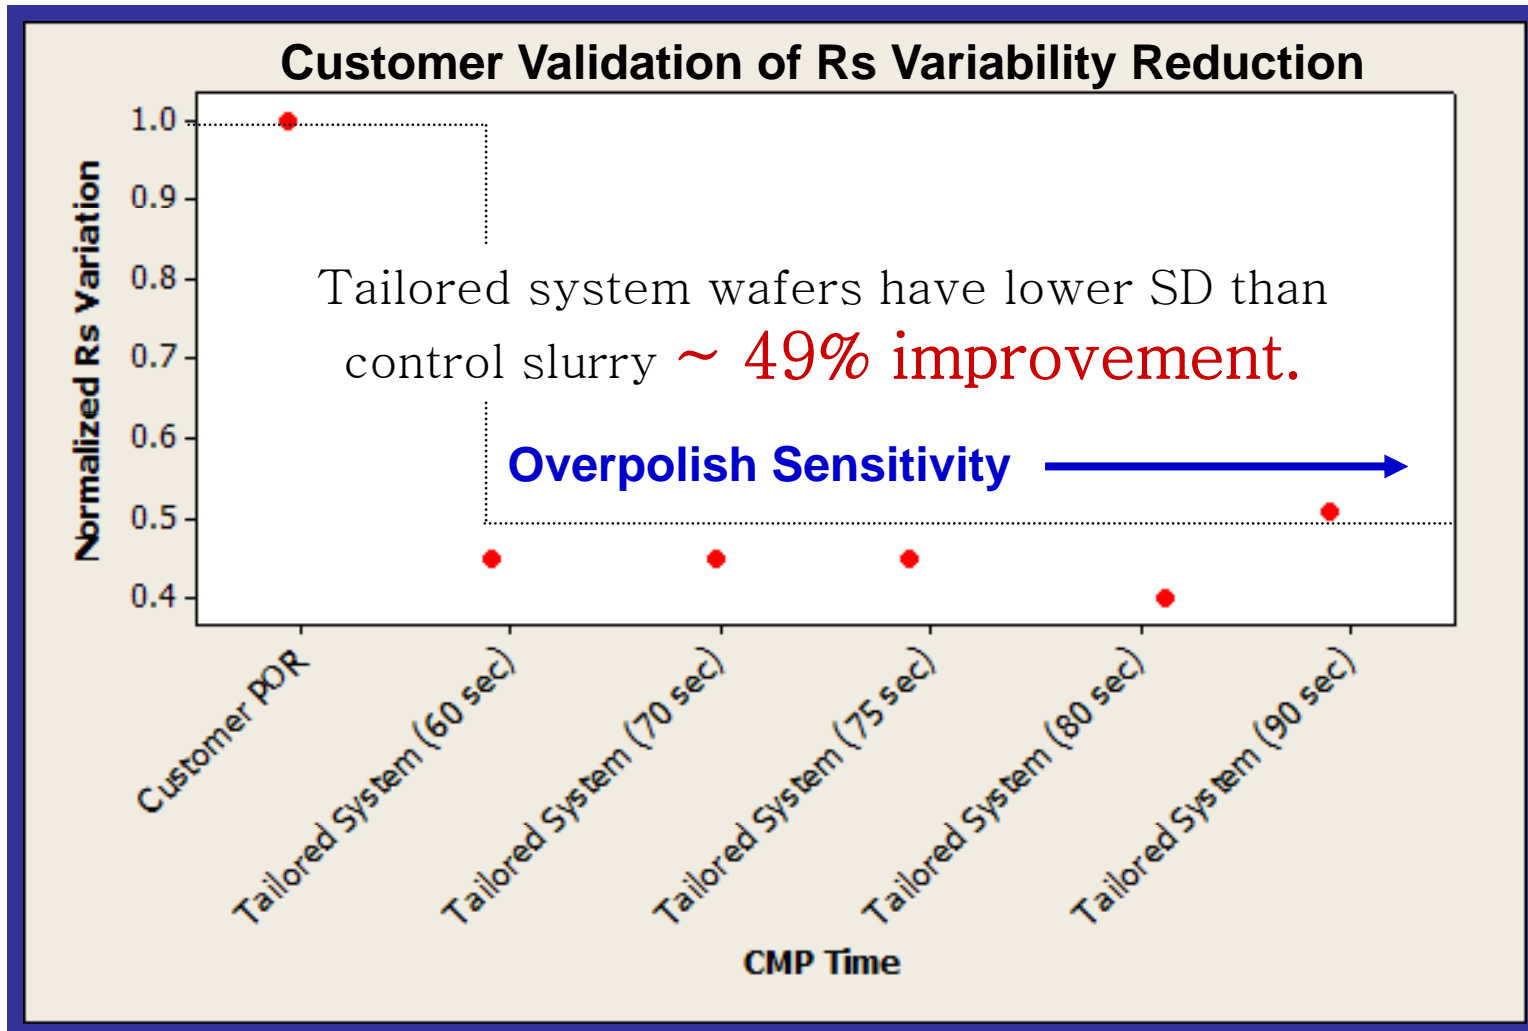 Customer Validation of Rs Variability Reduction
Normalized Rs Variation
1.0
0.9
0.8
0.7
0.6
0.5
0.4
Tailored system wafers have lower SD than
control slurry ~ 49% improvement.
Overpolish Sensitivity
Customer POR
Tailored System (60 sec)
Tailored System (70 sec)
Tailored System (75 sec)
Tailored System (80 sec)
Tailored System (90 sec)
CMP Time